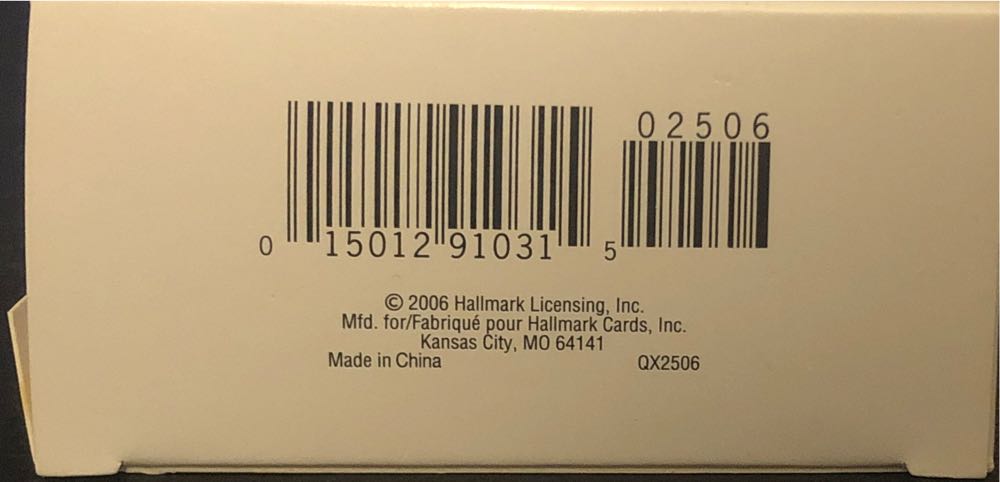 02506
0 15012 91031 5
© 2006 Hallmark Licensing, Inc.
Mfd. for/Fabriqué pour Hallmark Cards, Inc.
Kansas City, MO 64141
Made in China QX2506